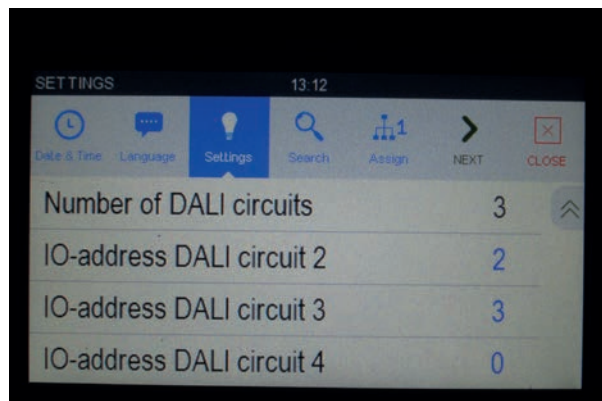 SETTINGS 13:12
Date & Time Language Settings Search 1 Assign NEXT CLOSE
Number of DALI circuits 3
IO-address DALI circuit 2 2
IO-address DALI circuit 3 3
IO-address DALI circuit 4 0